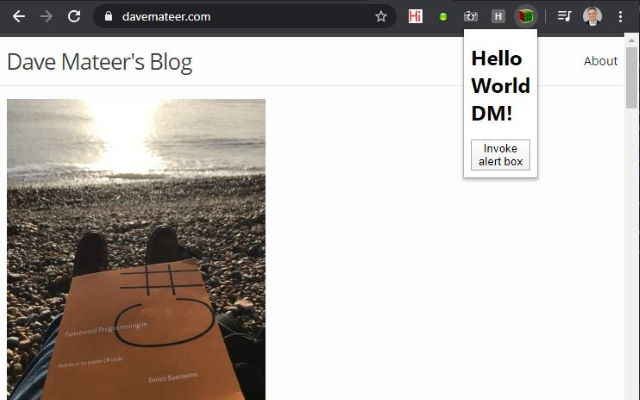 davemateer.com
Hi
H
Dave Mateer's Blog
About
Hello
World
DM!
Invoke
alert box
C#
Functional Programming in
How to write better C# code
Enrico Buonanno